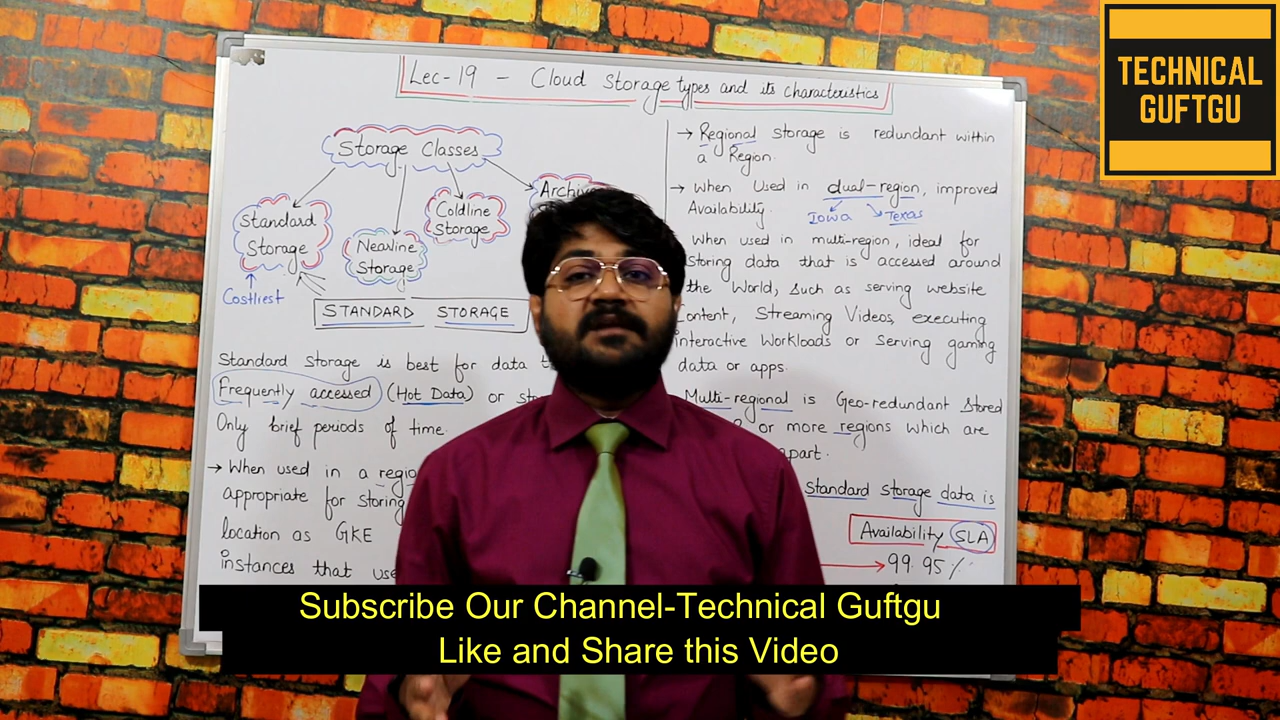 TECHNICAL
GUFTGU
Lec-19 - Cloud Storage types and its characteristics
Storage Classes
Standard
Storage
Nearline
Storage
Coldline
Storage
Costliest
STANDARD STORAGE
Standard Storage is best for data
Frequently accessed (Hot Data) or
Only brief periods of time.
→ When used in a
appropriate for storing
location as GKE
instances that
→ Regional storage is redundant within
a Region.
→ When Used in dual-region, improved
Availability.
Iowa Texas
When used in multi-region, ideal for
storing data that is accessed around
the World, Such as serving website
Content, Streaming Videos, executing
interactive Workloads or Serving gaming
data or apps.
Multi-regional is Geo-redundant Stored
or more regions which are
apart.
Standard storage data is
Availability SLA
→ 99.95%
Subscribe Our Channel-Technical Guftgu
Like and Share this Video